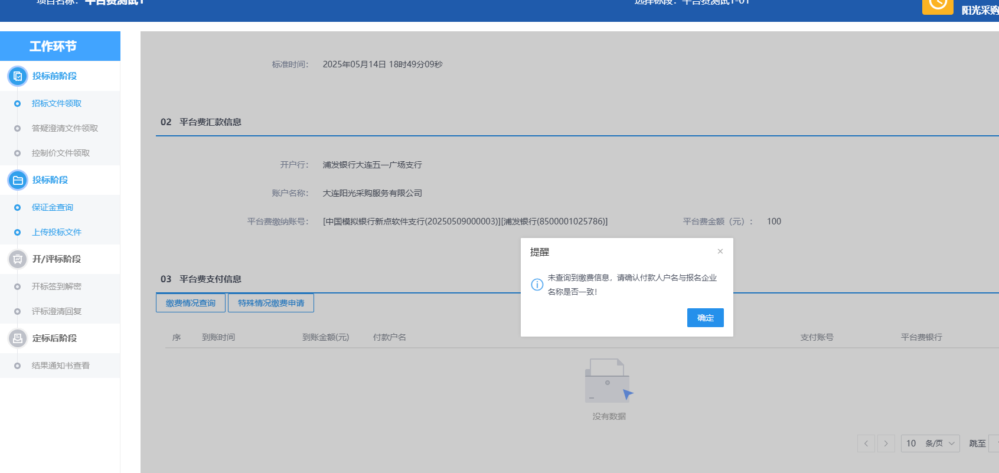 项目名称： 平台费测试1
选择标段： 平台费测试1-01
阳光采购
工作环节
投标前阶段
招标文件领取
答疑澄清文件领取
控制价文件领取
投标阶段
保证金查询
上传投标文件
开/评标阶段
开标签到解密
评标澄清回复
定标后阶段
结果通知书查看
标准时间： 2025年05月14日 18时49分09秒
02 平台费汇款信息
开户行： 浦发银行大连五一广场支行
账户名称： 大连阳光采购服务有限公司
平台费缴纳账号： [中国模拟银行新点软件支行(20250509000003)][浦发银行(8500001025786)] 平台费金额（元）： 100
03 平台费支付信息
缴费情况查询 特殊情况缴费申请
序 到账时间 到账金额(元) 付款户名 支付账号 平台费银行
没有数据
10 条/页 跳至
提醒
未查询到缴费信息，请确认付款人户名与报名企业
名称是否一致!
确定